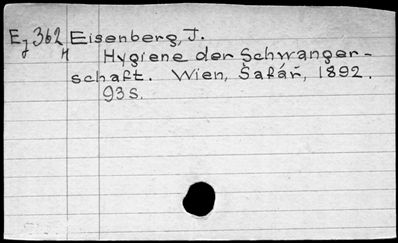 Ej 362 Eisenberg, J.
Hygiene der Schwanger-
schaft. Wien, Šafář, 1892.
93 S.